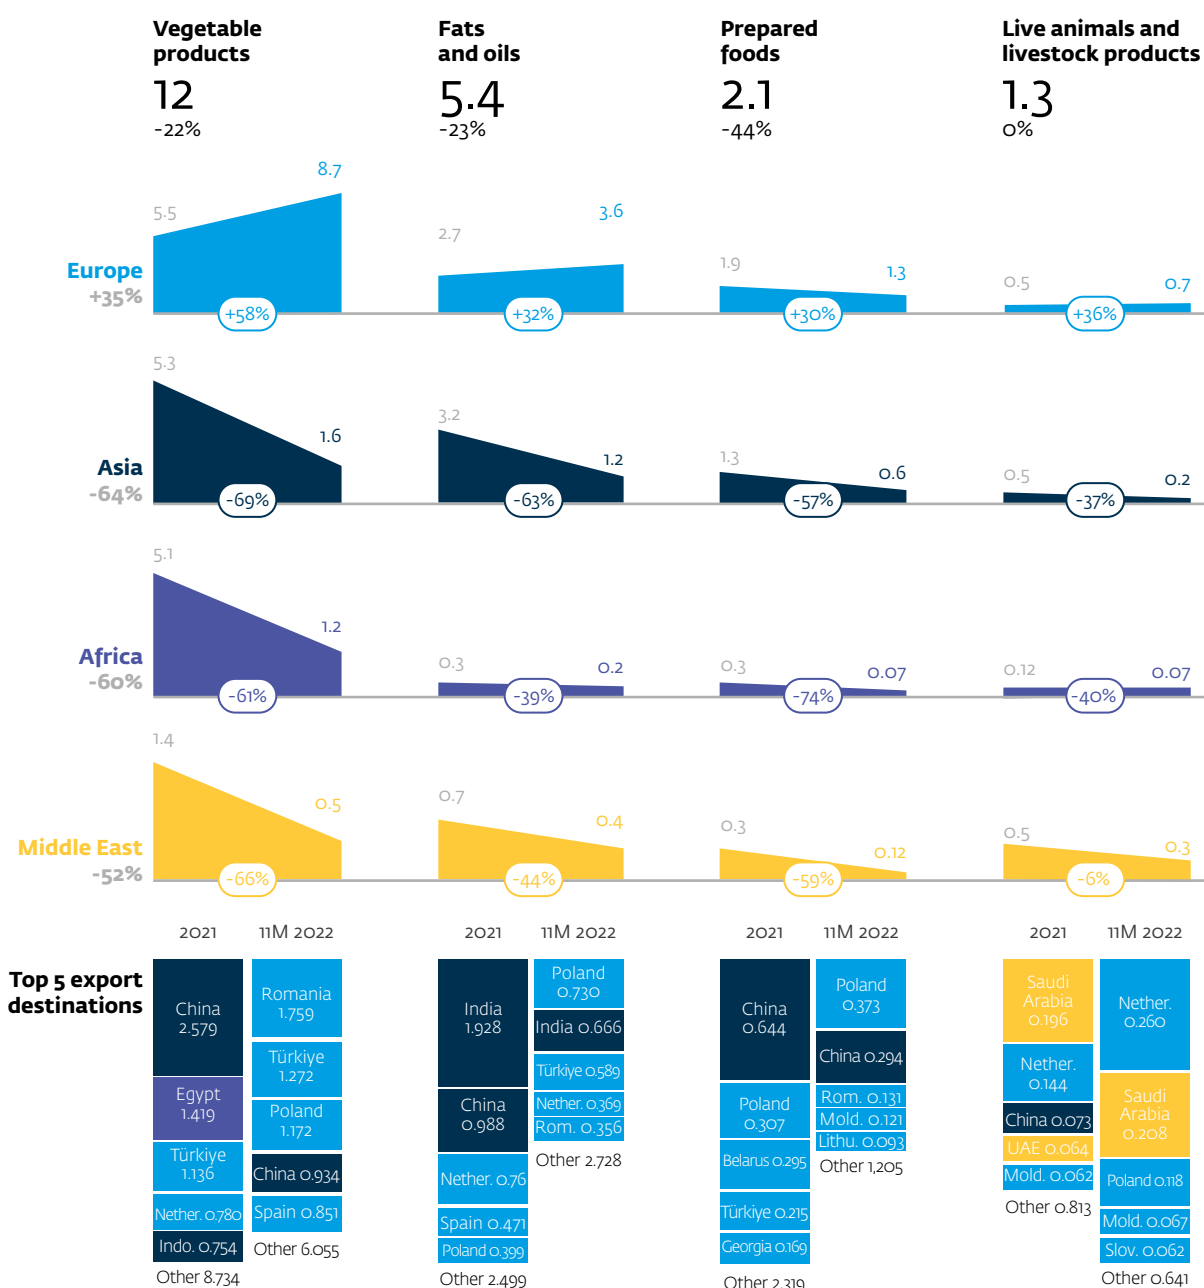 Vegetable
products
12
-22%
Fats
and oils
5.4
-23%
Prepared
foods
2.1
-44%
Live animals and
livestock products
1.3
0%
Europe
+35%
5.5
8.7
+58%
2.7
3.6
+32%
1.9
1.3
+30%
0.5
0.7
+36%
Asia
-64%
5.3
1.6
-69%
3.2
1.2
-63%
1.3
0.6
-57%
0.5
0.2
-37%
Africa
-60%
5.1
1.2
-61%
0.3
0.2
-39%
0.3
0.07
-74%
0.12
0.07
-40%
Middle East
-52%
1.4
0.5
-66%
0.7
0.4
-44%
0.3
0.12
-59%
0.5
0.3
-6%
Top 5 export
destinations
2021
China
2.579
Egypt
1.419
Türkiye
1.136
Nether. 0.780
Indo. 0.754
Other 8.734
11M 2022
Romania
1.759
Türkiye
1.272
Poland
1.172
China 0.934
Spain 0.851
Other 6.055
2021
India
1.928
China
0.988
Nether. 0.76
Spain 0.471
Poland 0.399
Other 2.499
11M 2022
Poland
0.730
India 0.666
Türkiye 0.589
Nether. 0.369
Rom. 0.356
Other 2.728
2021
China
0.644
Poland
0.307
Belarus 0.295
Türkiye 0.215
Georgia 0.169
Other 2.319
11M 2022
Poland
0.373
China 0.294
Rom. 0.131
Mold. 0.121
Lithu. 0.093
Other 1,205
2021
Saudi
Arabia
0.196
Nether.
0.144
China 0.073
UAE 0.064
Mold. 0.062
Other 0.813
11M 2022
Nether.
0.260
Saudi
Arabia
0.208
Poland 0.118
Mold. 0.067
Slov. 0.062
Other 0.641